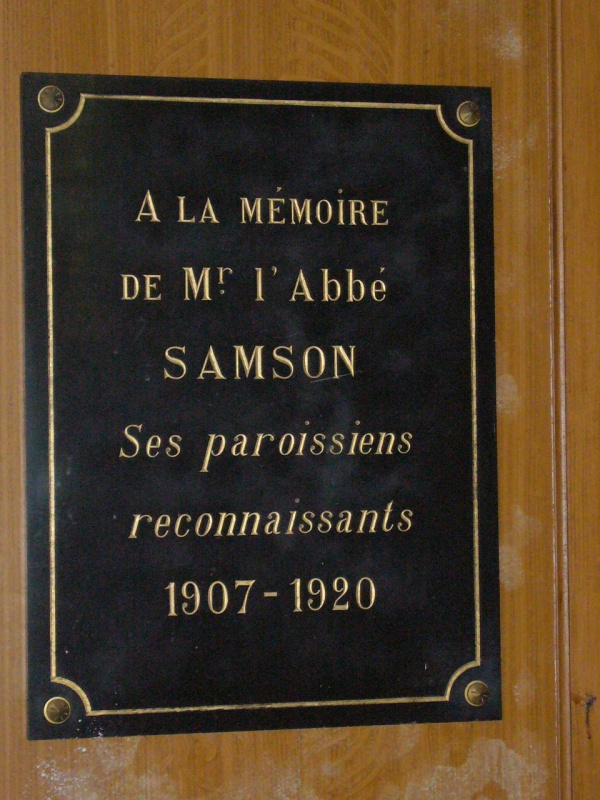 A LA MÉMOIRE
DE Mr. l'Abbé
SAMSON
Ses paroissiens
reconnaissants
1907-1920